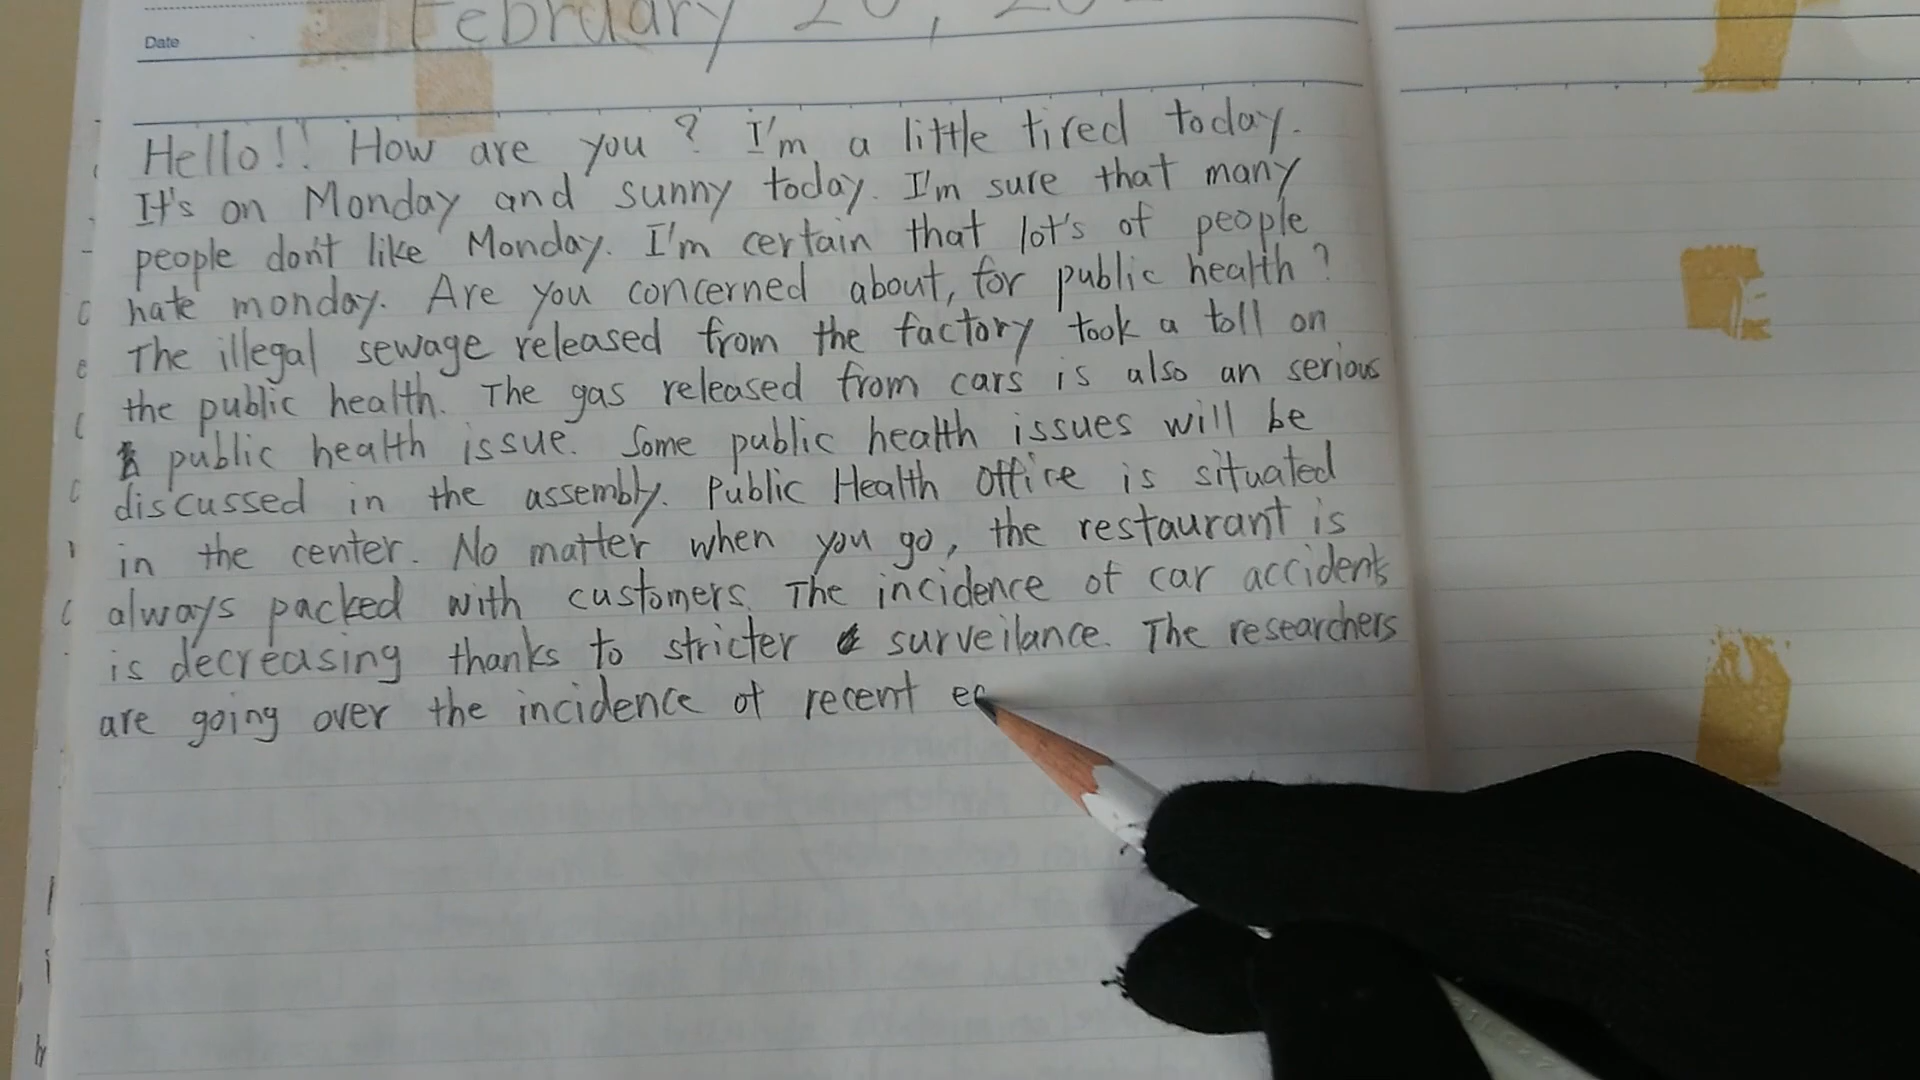 Date
February 20, 20
Hello!! How are you? I'm a little tired today.
It's on Monday and sunny today. I'm sure that many
people don't like Monday. I'm certain that lot's of people
hate monday. Are you concerned about, for public health?
The illegal sewage released from the factory took a toll on
the public health. The gas released from cars is also an serious
public health issue. Some public health issues will be
discussed in the assembly. Public Health Office is situated
in the center. No matter when you go, the restaurant is
always packed with customers. The incidence of car accidents
is decreasing thanks to stricter surveilance. The researchers
are going over the incidence of recent